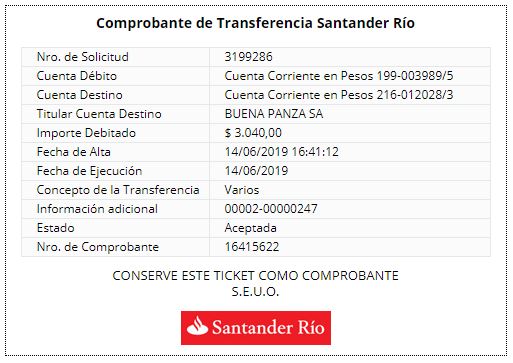 Comprobante de Transferencia Santander Río
Nro. de Solicitud 3199286
Cuenta Débito Cuenta Corriente en Pesos 199-003989/5
Cuenta Destino Cuenta Corriente en Pesos 216-012028/3
Titular Cuenta Destino BUENA PANZA SA
Importe Debitado $ 3.040,00
Fecha de Alta 14/06/2019 16:41:12
Fecha de Ejecución 14/06/2019
Concepto de la Transferencia Varios
Información adicional 00002-00000247
Estado Aceptada
Nro. de Comprobante 16415622
CONSERVE ESTE TICKET COMO COMPROBANTE
S.E.U.O.
Santander Río